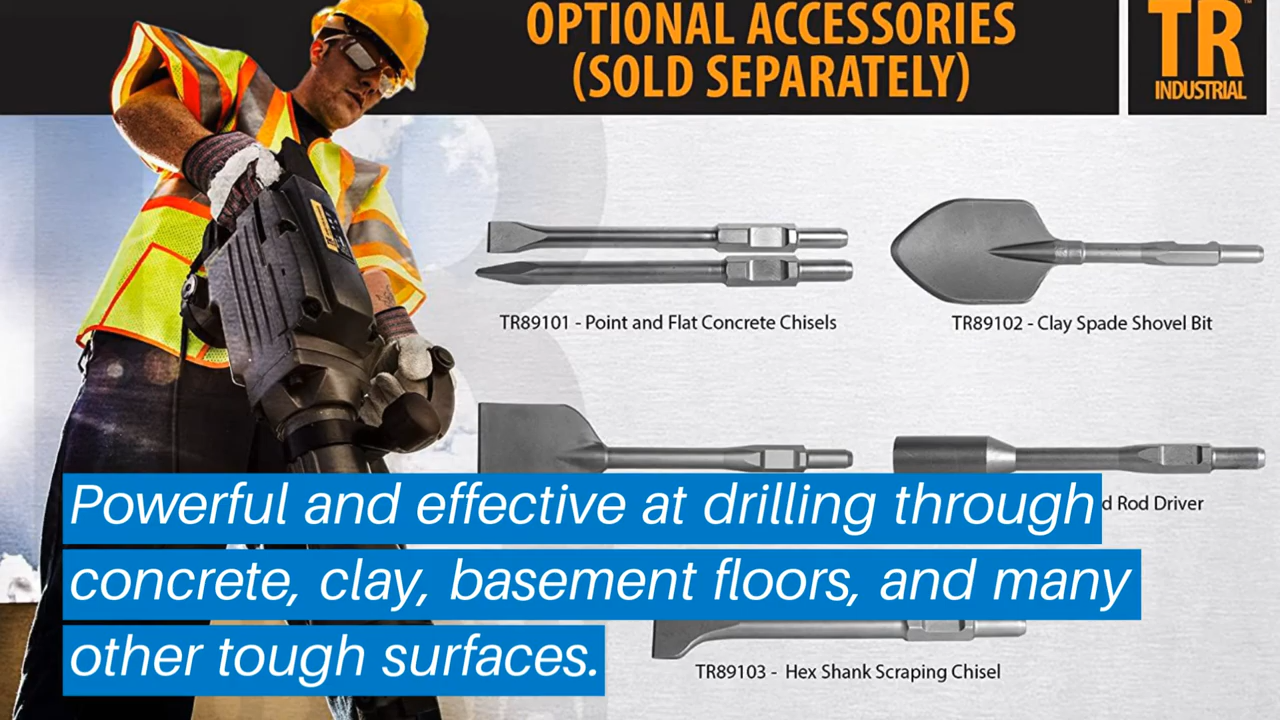 OPTIONAL ACCESSORIES
(SOLD SEPARATELY)
TR™
INDUSTRIAL
TR89101 - Point and Flat Concrete Chisels
TR89102 - Clay Spade Shovel Bit
Rod Driver
Powerful and effective at drilling through
concrete, clay, basement floors, and many
other tough surfaces.
TR89103 - Hex Shank Scraping Chisel